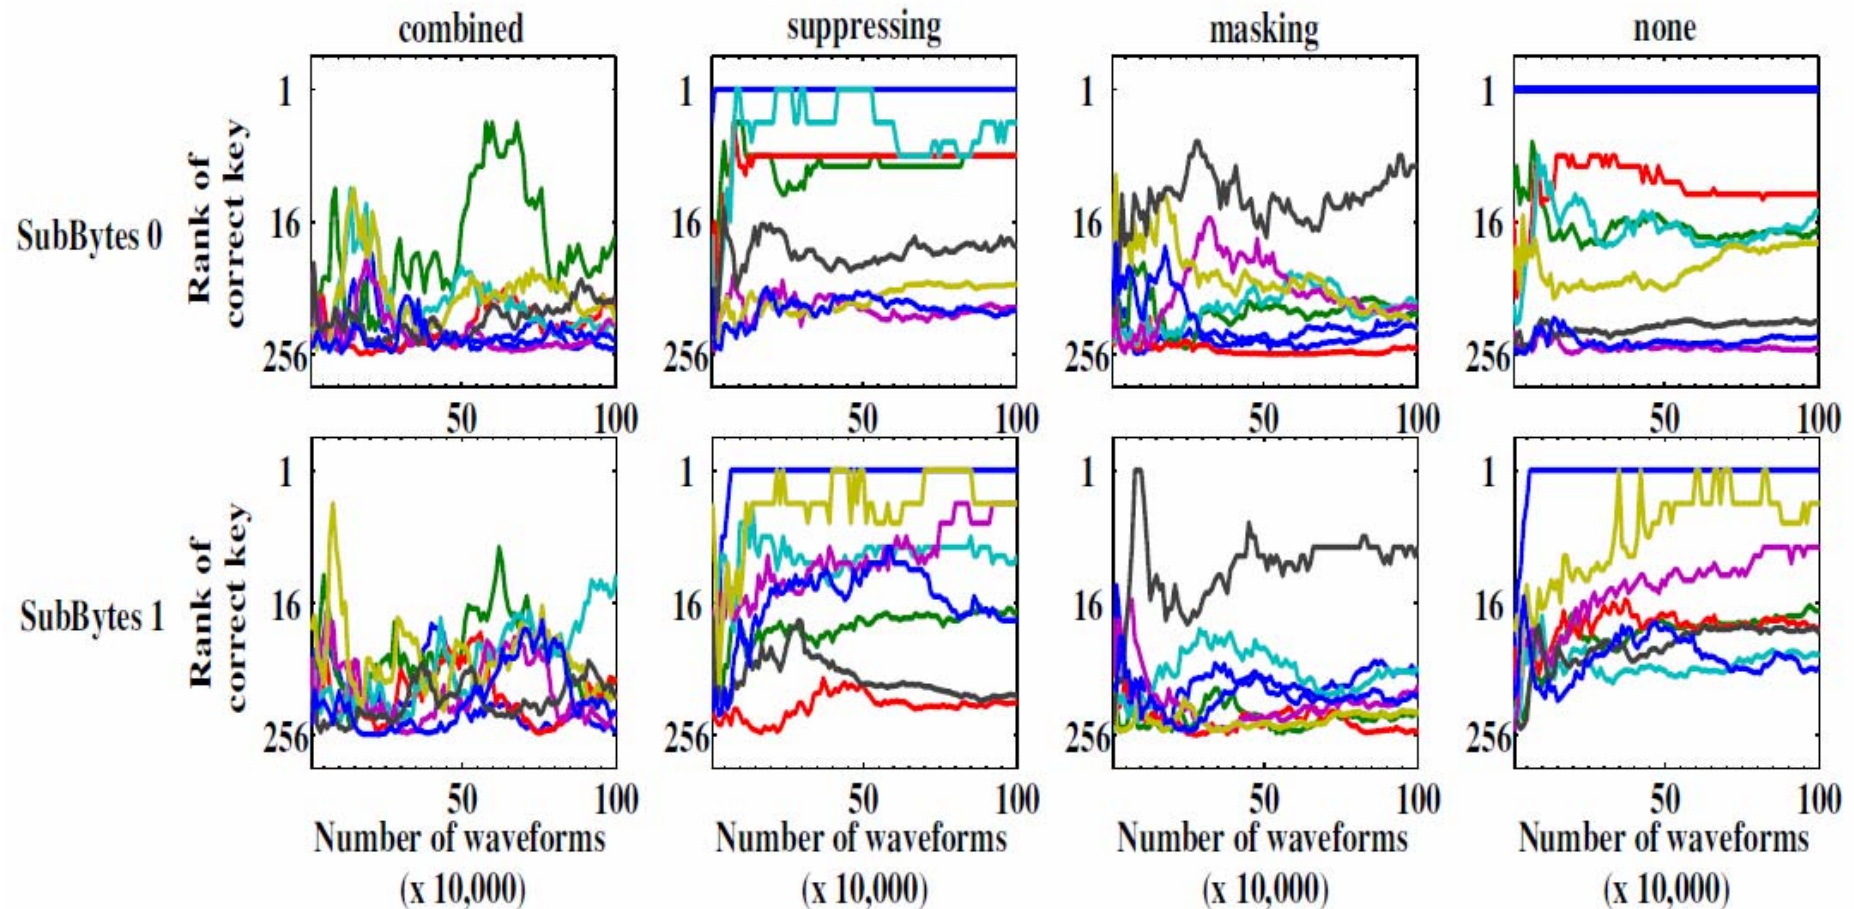 combined suppressing masking none
1 1 1 1
SubBytes 0
Rank of
correct key
16 16 16 16
256 256 256 256
50 100 50 100 50 100 50 100
1 1 1 1
SubBytes 1
Rank of
correct key
16 16 16 16
256 256 256 256
50 100 50 100 50 100 50 100
Number of waveforms Number of waveforms Number of waveforms Number of waveforms
(x 10,000) (x 10,000) (x 10,000) (x 10,000)